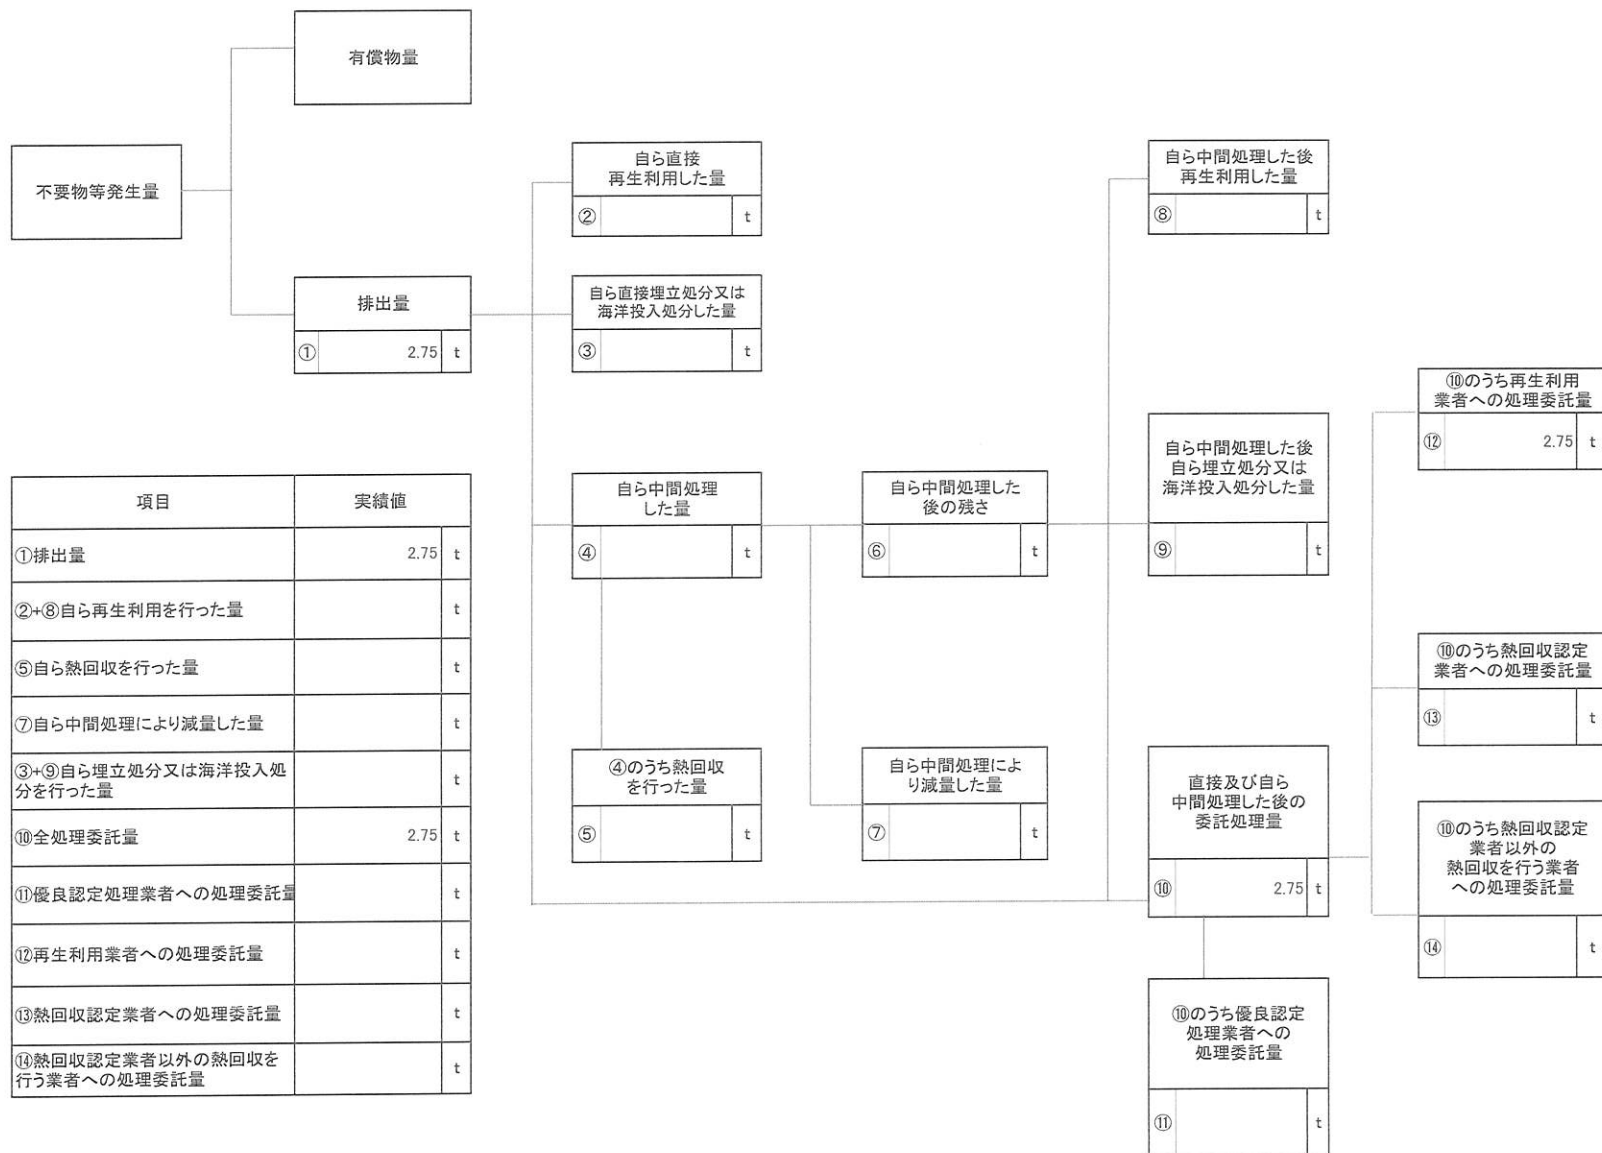 有償物量
不要物等発生量
排出量
① 2.75 t
自ら直接
再生利用した量
② t
自ら直接埋立処分又は
海洋投入処分した量
③ t
自ら中間処理
した量
④ t
④のうち熱回収
を行った量
⑤ t
自ら中間処理した
後の残さ
⑥ t
自ら中間処理によ
り減量した量
⑦ t
自ら中間処理した後
再生利用した量
⑧ t
自ら中間処理した後
自ら埋立処分又は
海洋投入処分した量
⑨ t
直接及び自ら
中間処理した後の
委託処理量
⑩ 2.75 t
⑩のうち優良認定
処理業者への
処理委託量
⑪ t
⑩のうち再生利用
業者への処理委託量
⑫ 2.75 t
⑩のうち熱回収認定
業者への処理委託量
⑬ t
⑩のうち熱回収認定
業者以外の
熱回収を行う業者
への処理委託量
⑭ t
項目 実績値
①排出量 2.75 t
②+⑧自ら再生利用を行った量 t
⑤自ら熱回収を行った量 t
⑦自ら中間処理により減量した量 t
③+⑨自ら埋立処分又は海洋投入処
分を行った量 t
⑩全処理委託量 2.75 t
⑪優良認定処理業者への処理委託量 t
⑫再生利用業者への処理委託量 t
⑬熱回収認定業者への処理委託量 t
⑭熱回収認定業者以外の熱回収を
行う業者への処理委託量 t